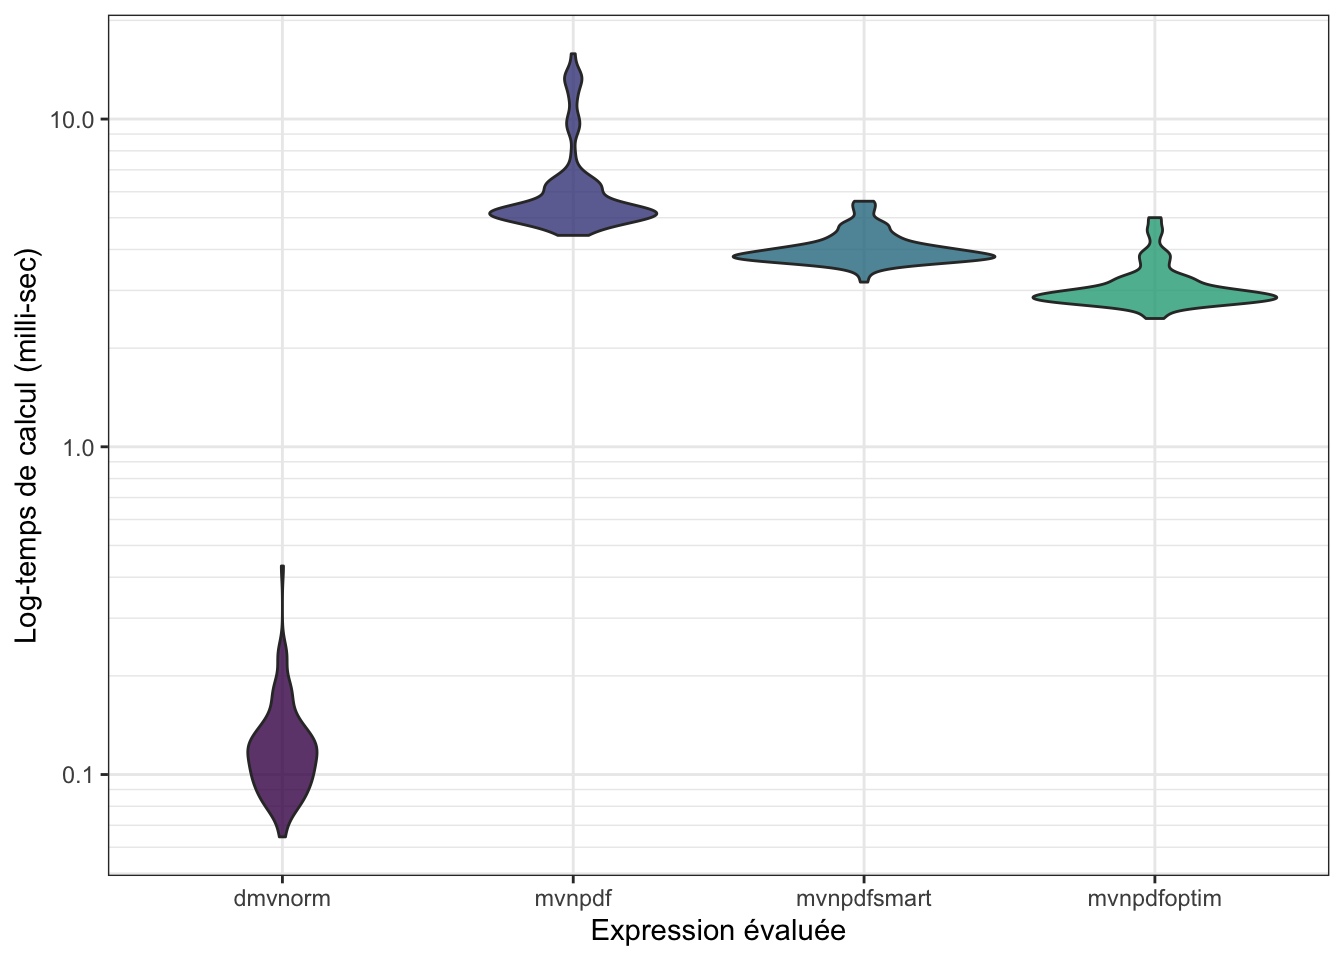 Log-temps de calcul (milli-sec)
10.0
1.0
0.1
dmvnorm mvnpdf mvnpdfsmart mvnpdfoptim
Expression évaluée